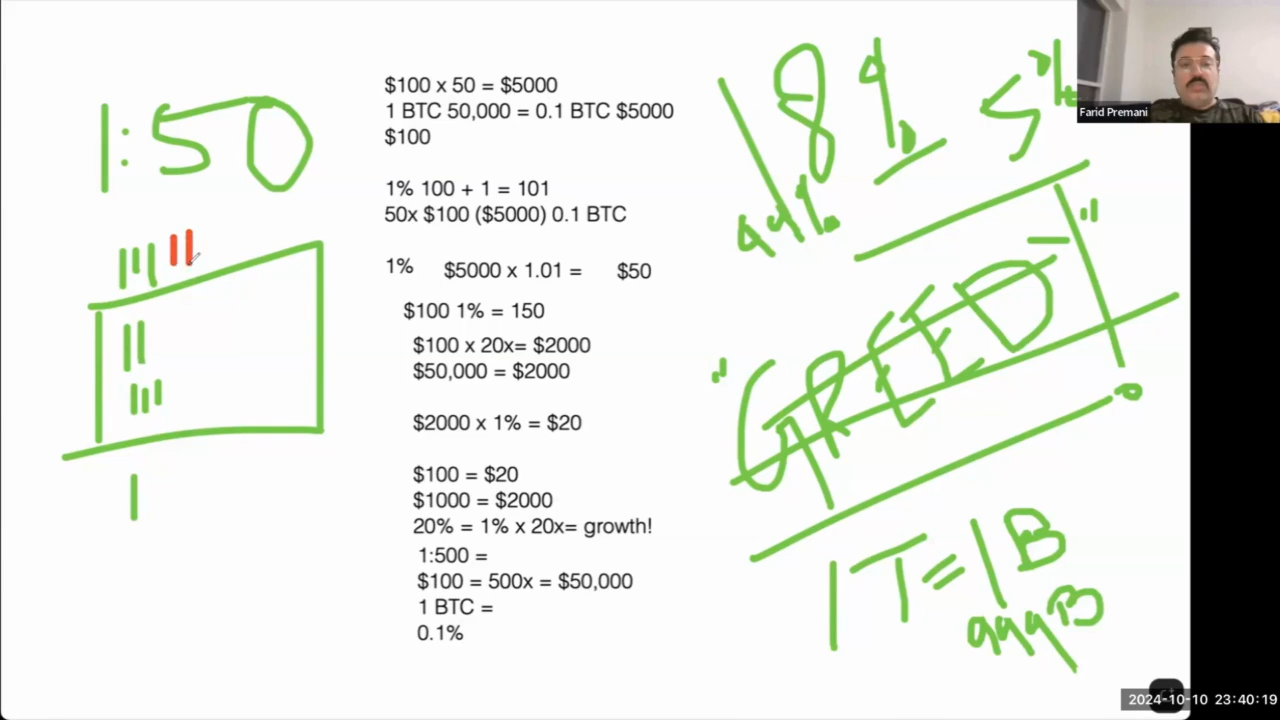 1:50
$100 x 50 = $5000
1 BTC 50,000 = 0.1 BTC $5000
$100
1% 100 + 1 = 101
50x $100 ($5000) 0.1 BTC
1% $5000 x 1.01 = $50
$100 1% = 150
$100 x 20x= $2000
$50,000 = $2000
$2000 x 1% = $20
$100 = $20
$1000 = $2000
20% = 1% x 20x= growth!
1:500 =
$100 = 500x = $50,000
1 BTC =
0.1%
8% 5%
99%
"GREED"
1T = 1B
999B
Farid Premani
2024-10-10 23:40:19